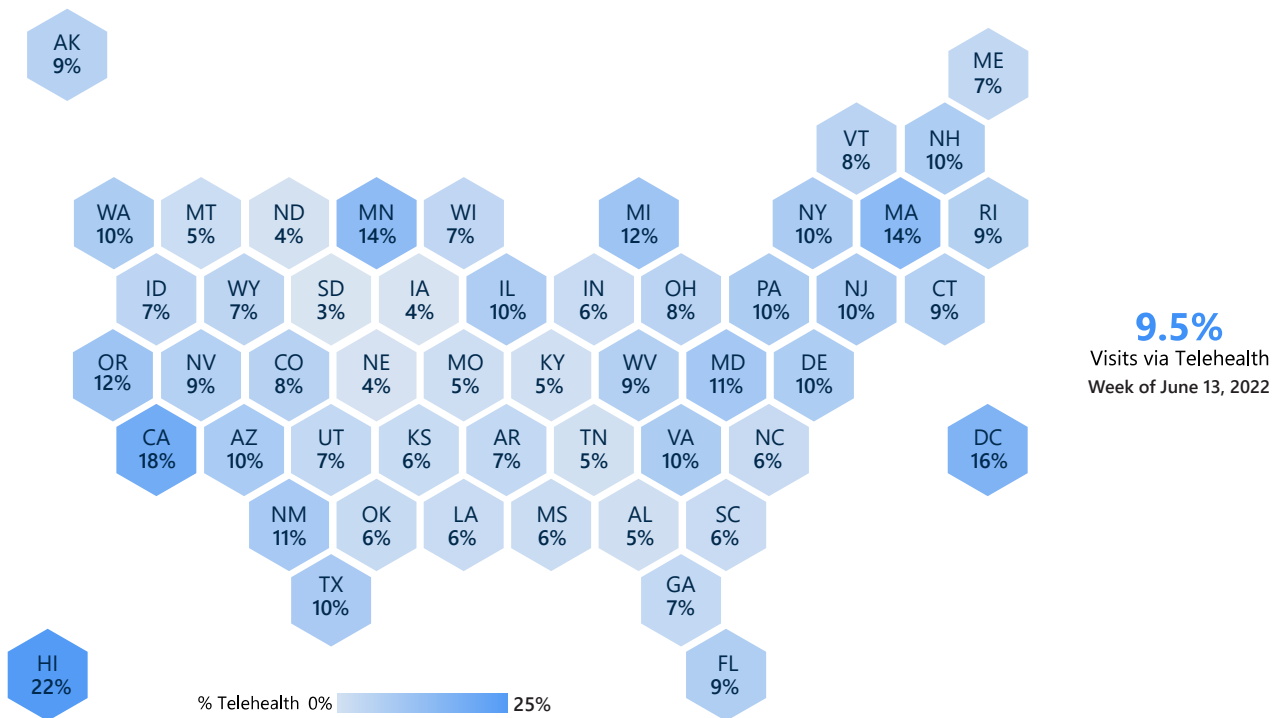 AK
9%
ME
7%
VT
8%
NH
10%
WA
10%
MT
5%
ND
4%
MN
14%
WI
7%
MI
12%
NY
10%
MA
14%
RI
9%
ID
7%
WY
7%
SD
3%
IA
4%
IL
10%
IN
6%
OH
8%
PA
10%
NJ
10%
CT
9%
9.5%
Visits via Telehealth
Week of June 13, 2022
OR
12%
NV
9%
CO
8%
NE
4%
MO
5%
KY
5%
WV
9%
MD
11%
DE
10%
CA
18%
AZ
10%
UT
7%
KS
6%
AR
7%
TN
5%
VA
10%
NC
6%
DC
16%
NM
11%
OK
6%
LA
6%
MS
6%
AL
5%
SC
6%
TX
10%
GA
7%
HI
22%
FL
9%
% Telehealth 0% 25%